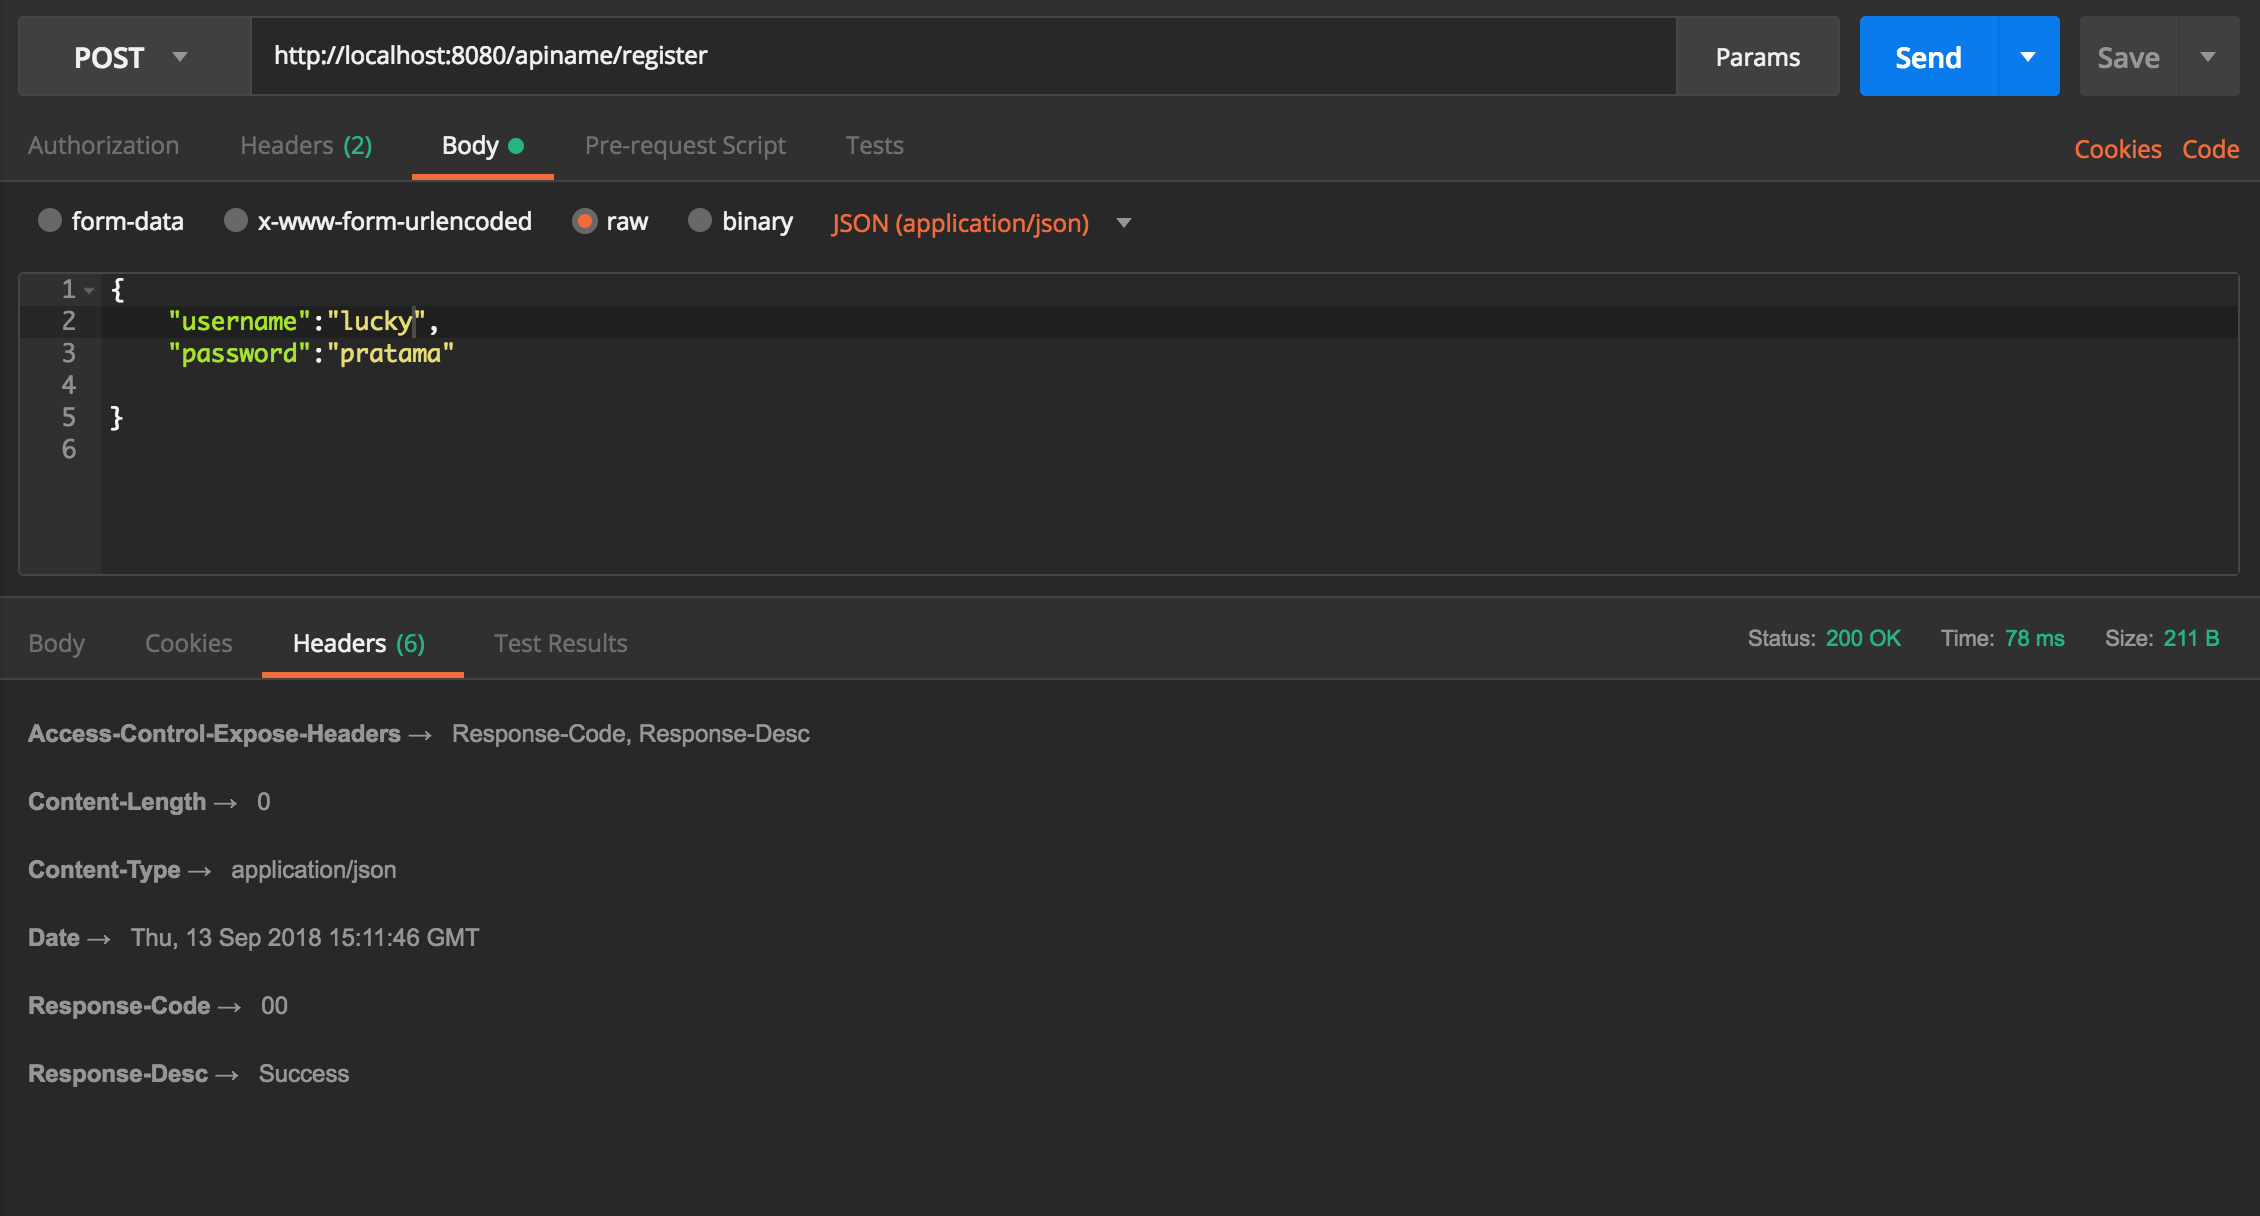 POST http://localhost:8080/apiname/register Params Send Save
Authorization Headers (2) Body Pre-request Script Tests Cookies Code
form-data x-www-form-urlencoded raw binary JSON (application/json)
1 {
2 "username":"lucky",
3 "password":"pratama"
4
5 }
6
Body Cookies Headers (6) Test Results Status: 200 OK Time: 78 ms Size: 211 B
Access-Control-Expose-Headers → Response-Code, Response-Desc
Content-Length → 0
Content-Type → application/json
Date → Thu, 13 Sep 2018 15:11:46 GMT
Response-Code → 00
Response-Desc → Success